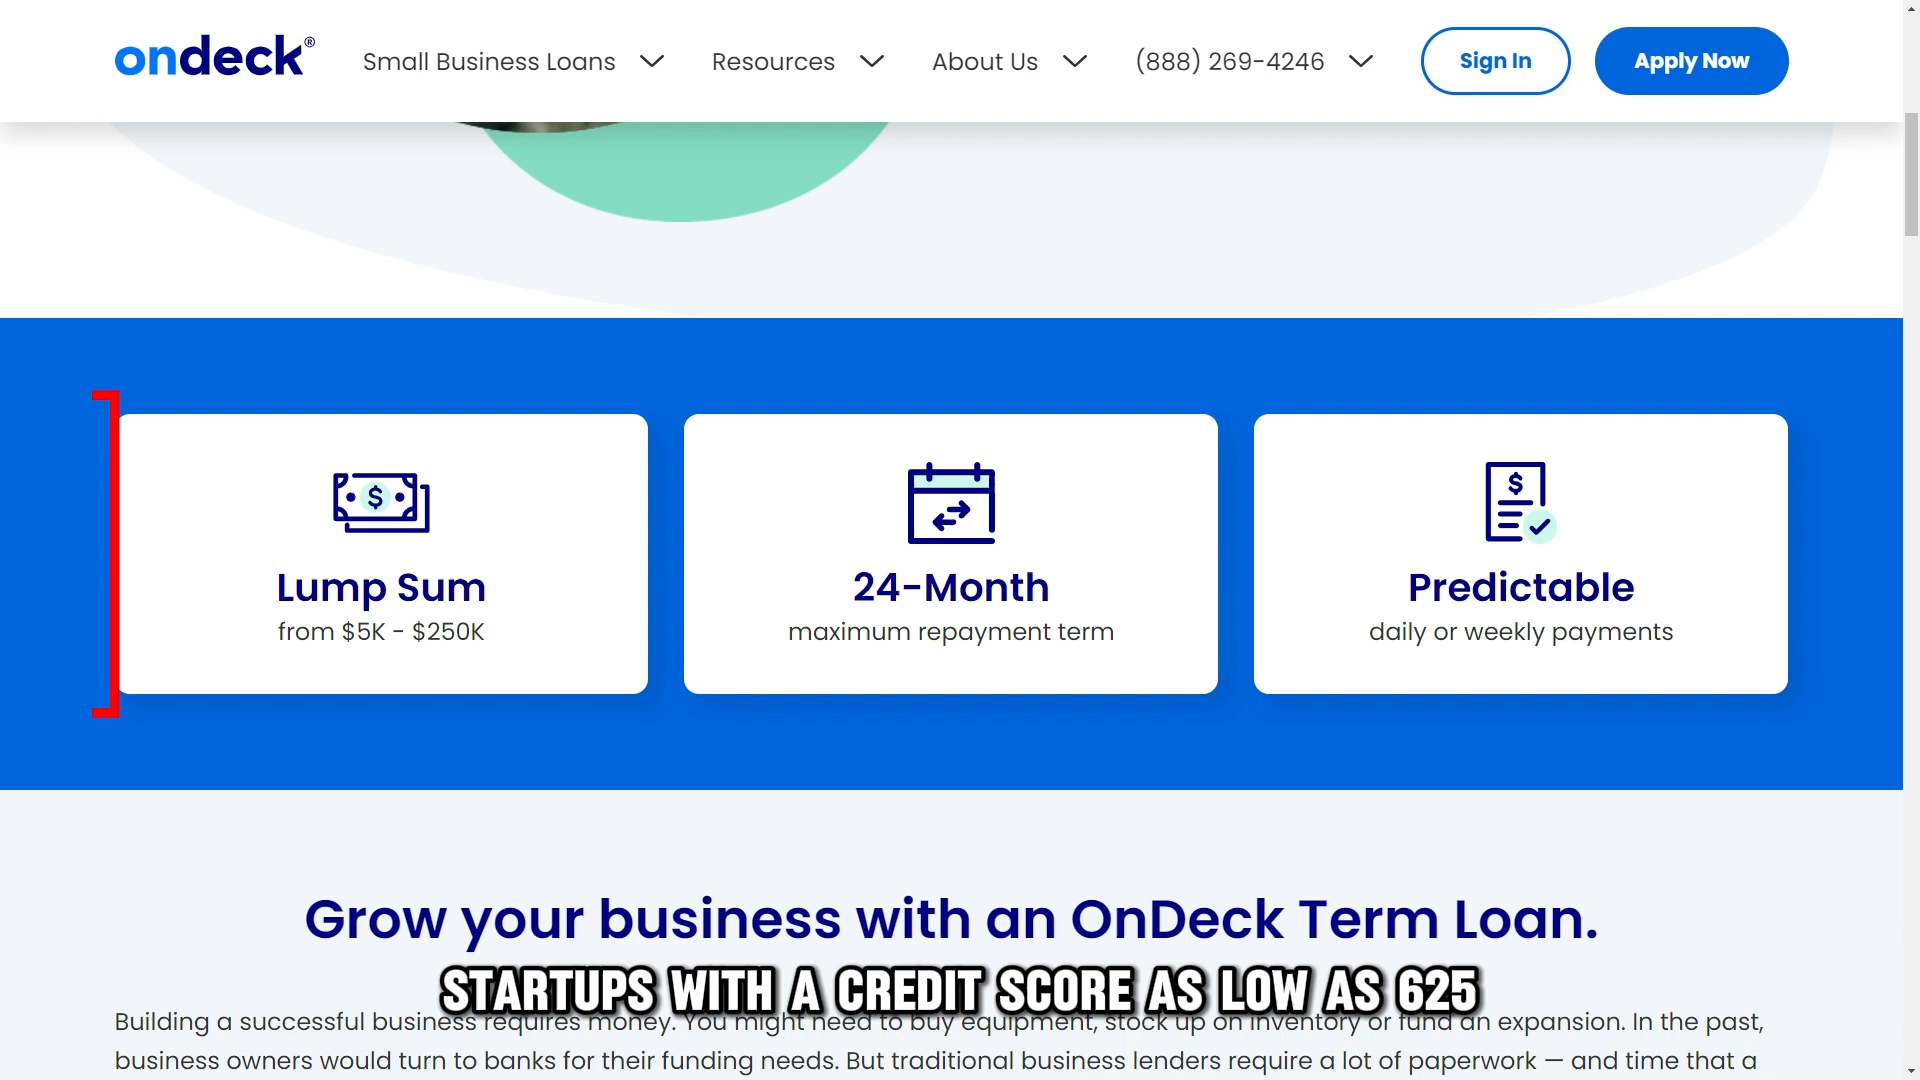 ondeck®
Small Business Loans
Resources
About Us
(888) 269-4246
Sign In
Apply Now
$
Lump Sum
from $5K - $250K
24-Month
maximum repayment term
$
Predictable
daily or weekly payments
Grow your business with an OnDeck Term Loan.
STARTUPS WITH A CREDIT SCORE AS LOW AS 625
Building a successful business requires money. You might need to buy equipment, stock up on inventory or fund an expansion. In the past,
business owners would turn to banks for their funding needs. But traditional business lenders require a lot of paperwork — and time that a